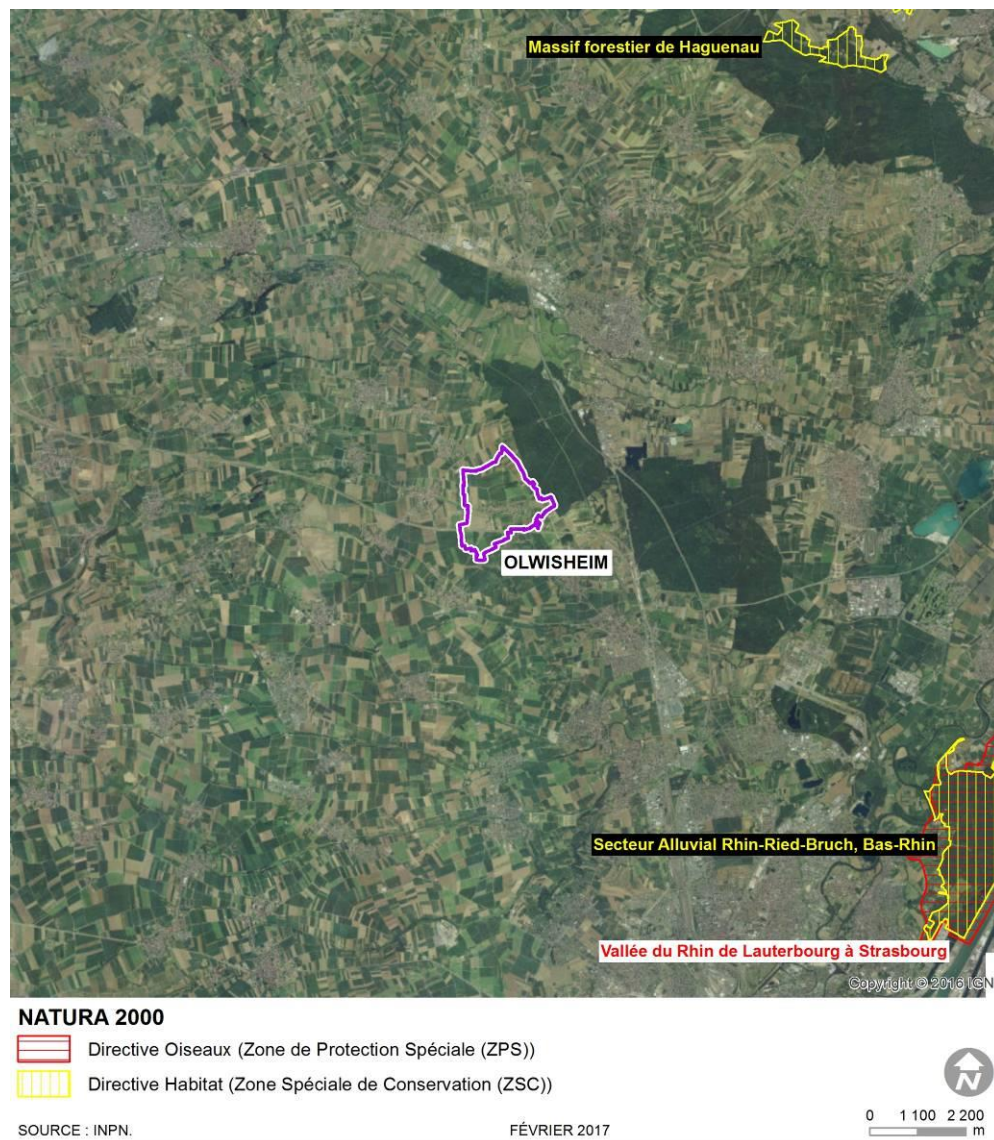 Massif forestier de Haguenau
OLWISHEIM
Secteur Alluvial Rhin-Ried-Bruch, Bas-Rhin
Vallée du Rhin de Lauterbourg à Strasbourg
Copyright © 2016 IGN
NATURA 2000
Directive Oiseaux (Zone de Protection Spéciale (ZPS))
Directive Habitat (Zone Spéciale de Conservation (ZSC))
N
SOURCE : INPN.
FÉVRIER 2017
0 1 100 2 200
m